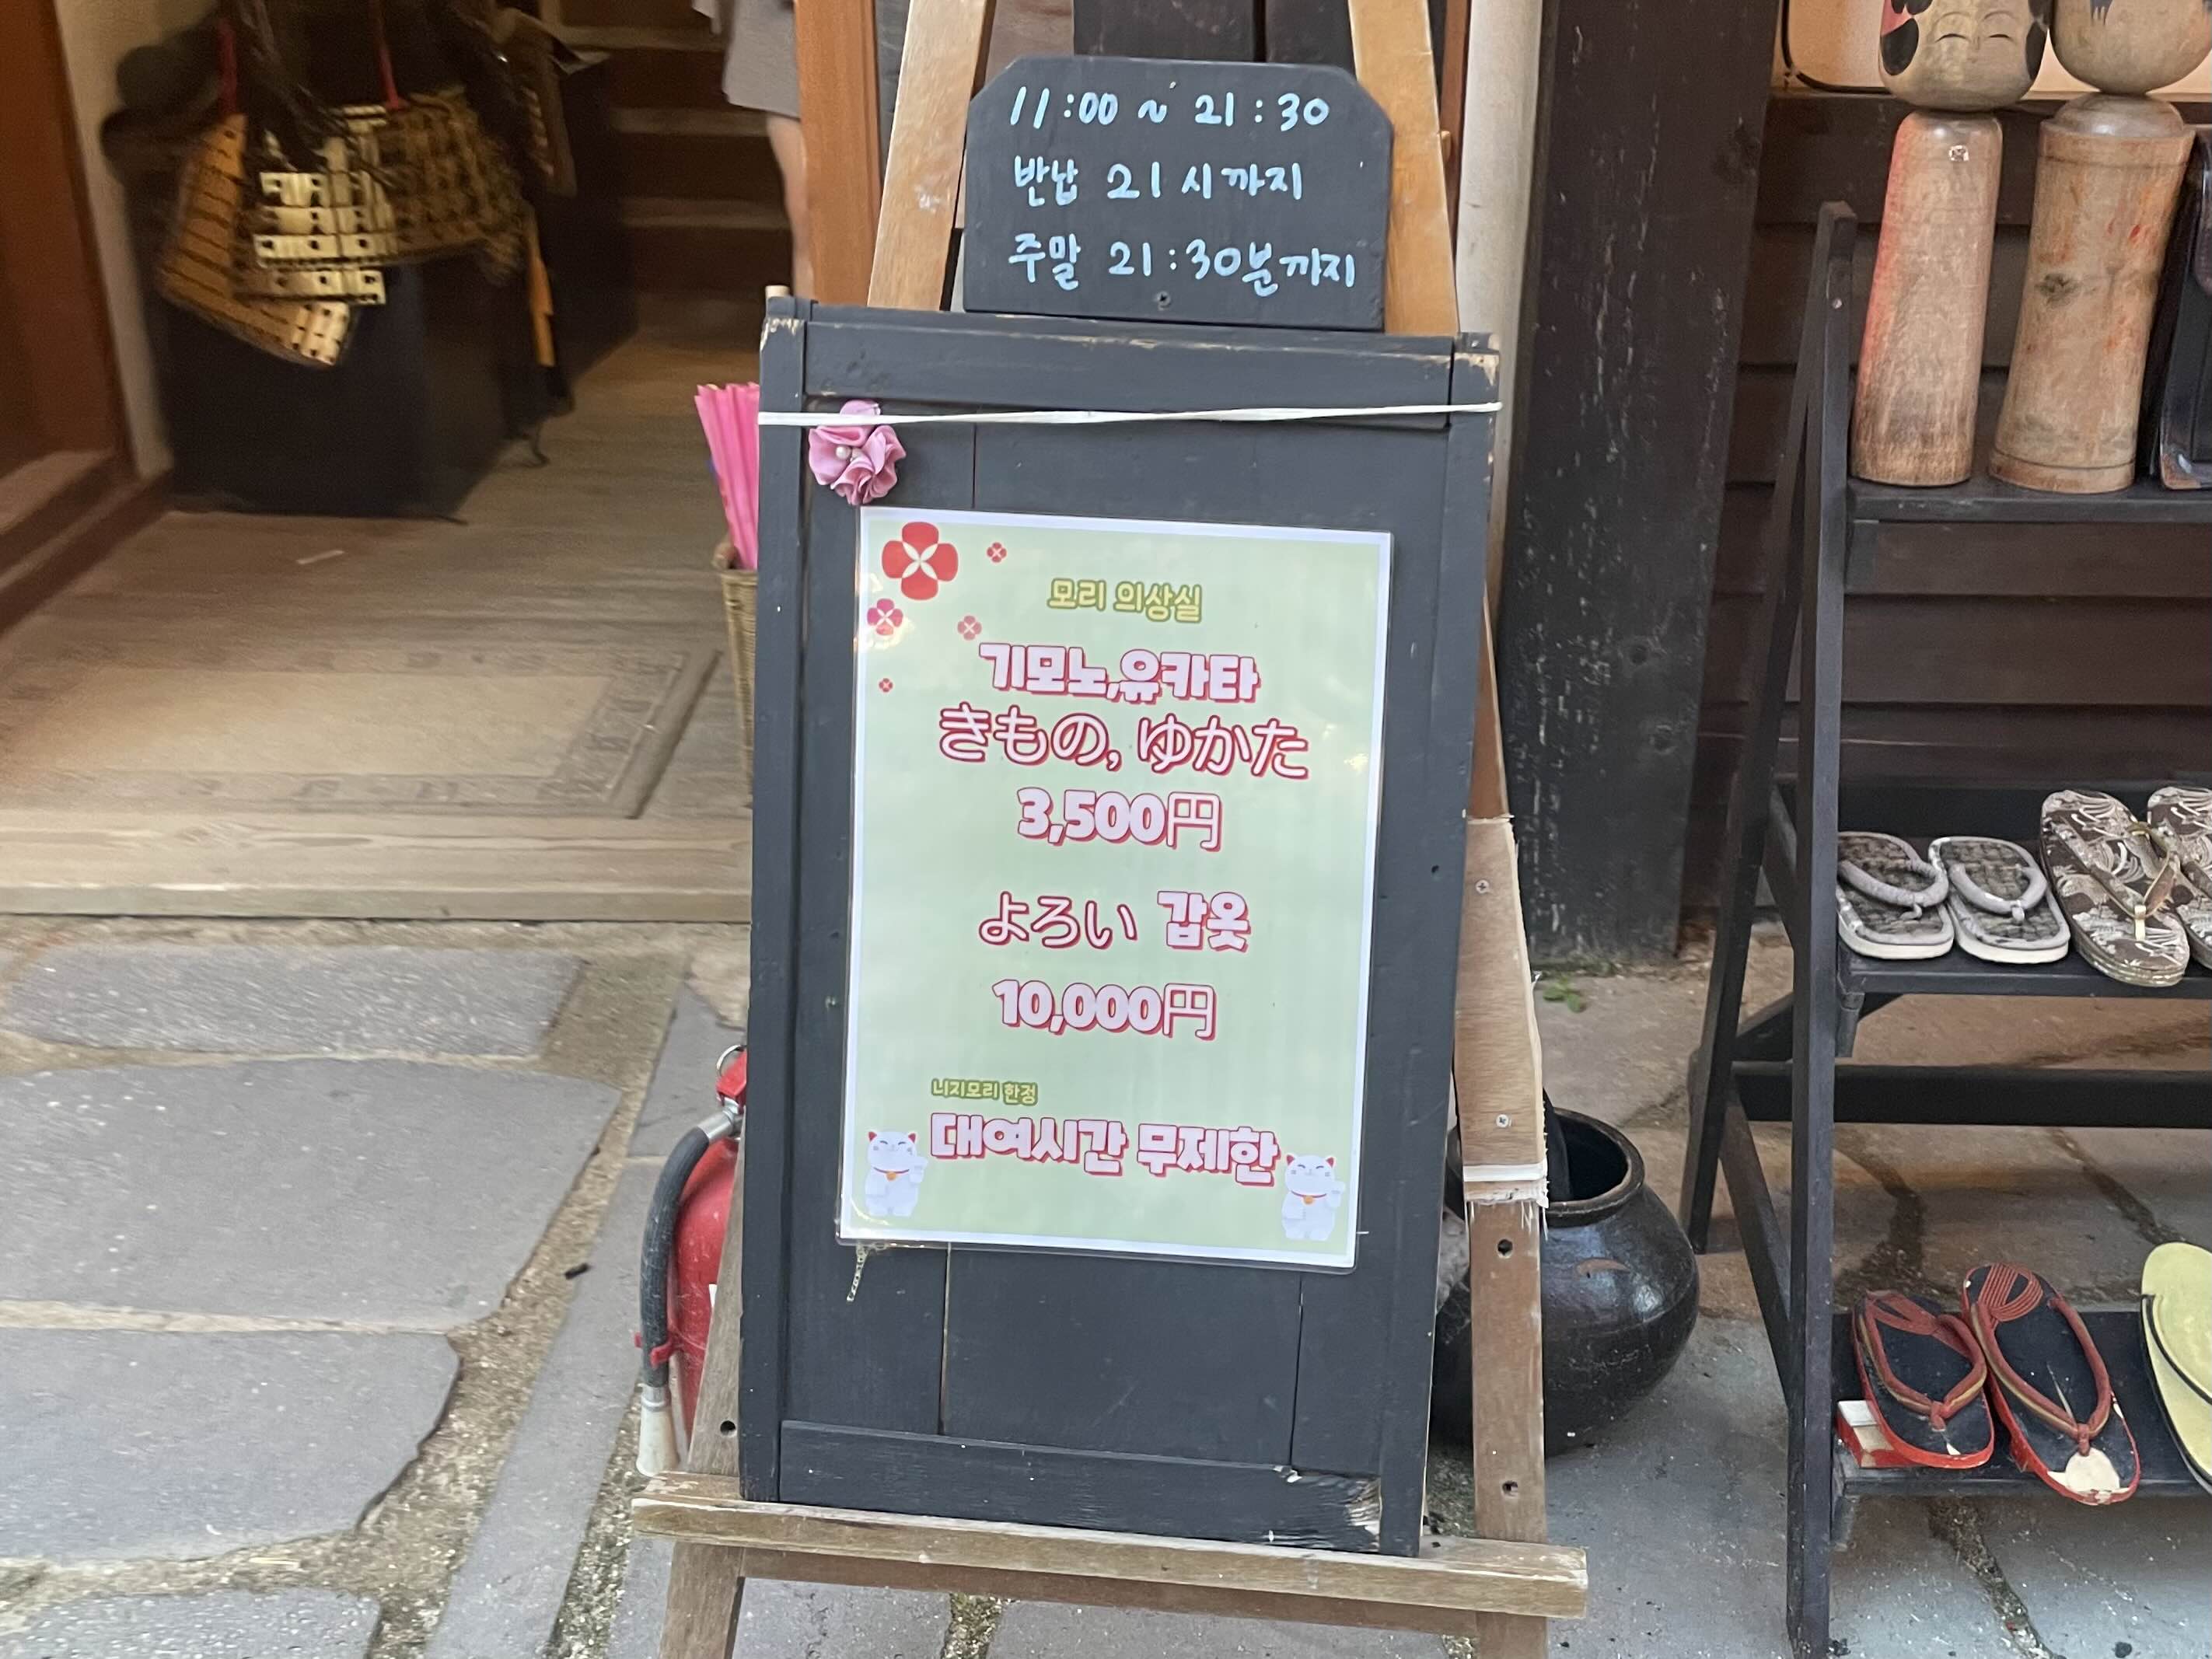 11:00 ~ 21:30
반납 21시까지
주말 21:30분까지
모리 의상실
기모노,유카타
きもの, ゆかた
3,500円
よろい 갑옷
10,000円
니지모리 한정
대여시간 무제한